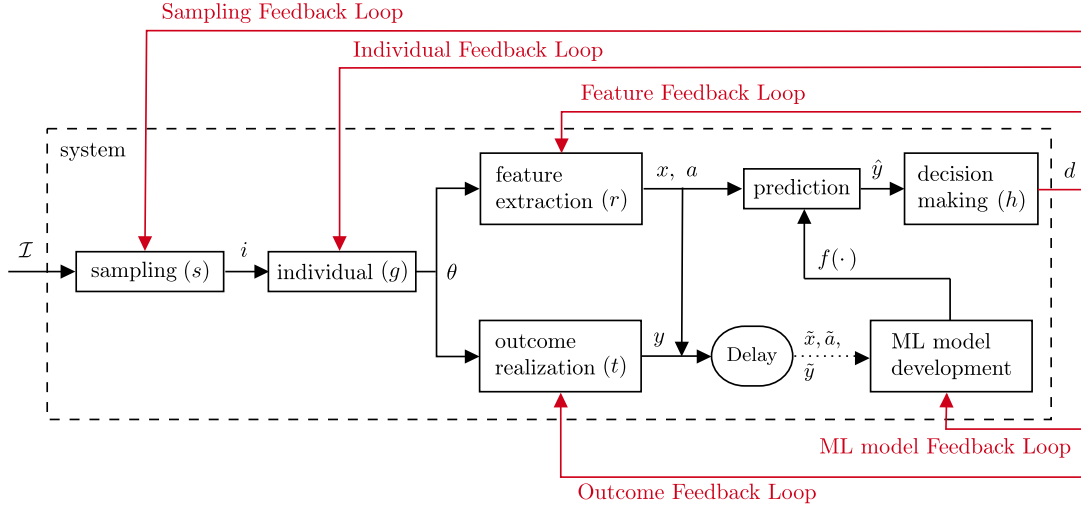 Sampling Feedback Loop
Individual Feedback Loop
Feature Feedback Loop
system
feature
extraction (r)
x, a
prediction
ŷ
decision
making (h)
d
ℐ
sampling (s)
i
individual (g)
θ
f(·)
outcome
realization (t)
y
Delay
x̃, ã,
ỹ
ML model
development
ML model Feedback Loop
Outcome Feedback Loop